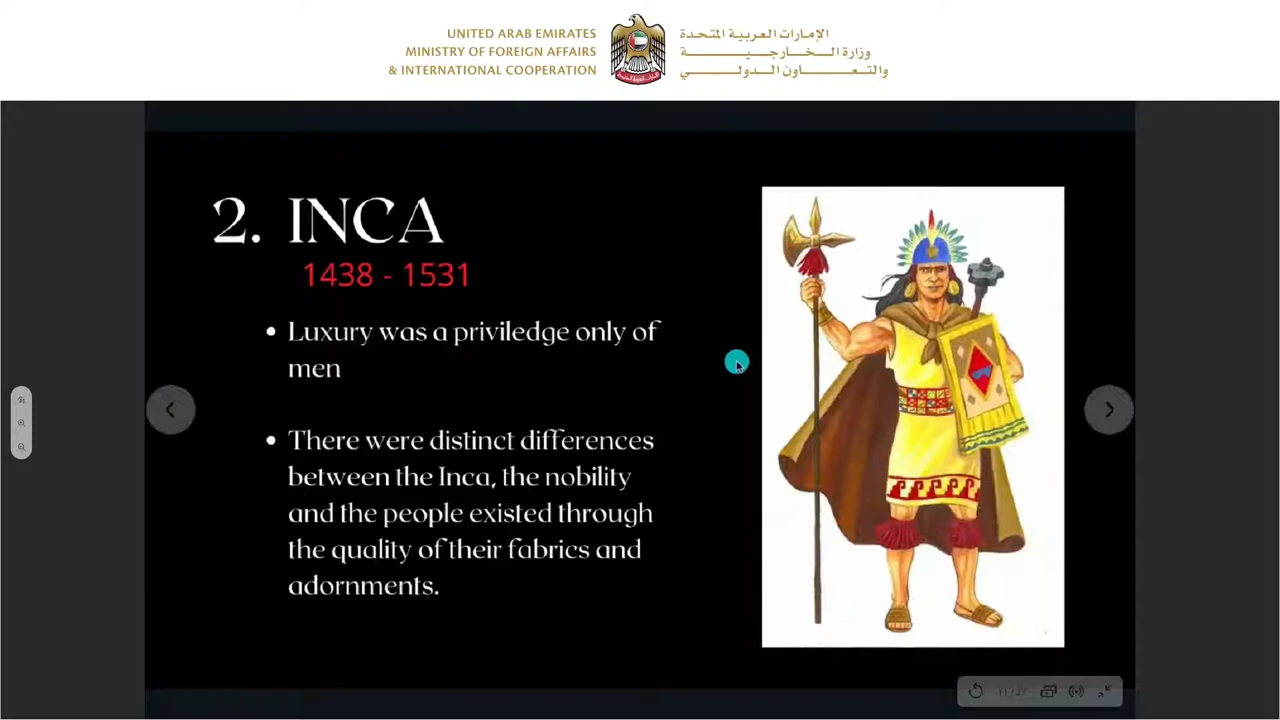 UNITED ARAB EMIRATES
MINISTRY OF FOREIGN AFFAIRS
& INTERNATIONAL COOPERATION
الإمارات العربية المتحدة
وزارة الخارجية
والتعاون الدولي
2. INCA
1438 - 1531
• Luxury was a priviledge only of
men
• There were distinct differences
between the Inca, the nobility
and the people existed through
the quality of their fabrics and
adornments.